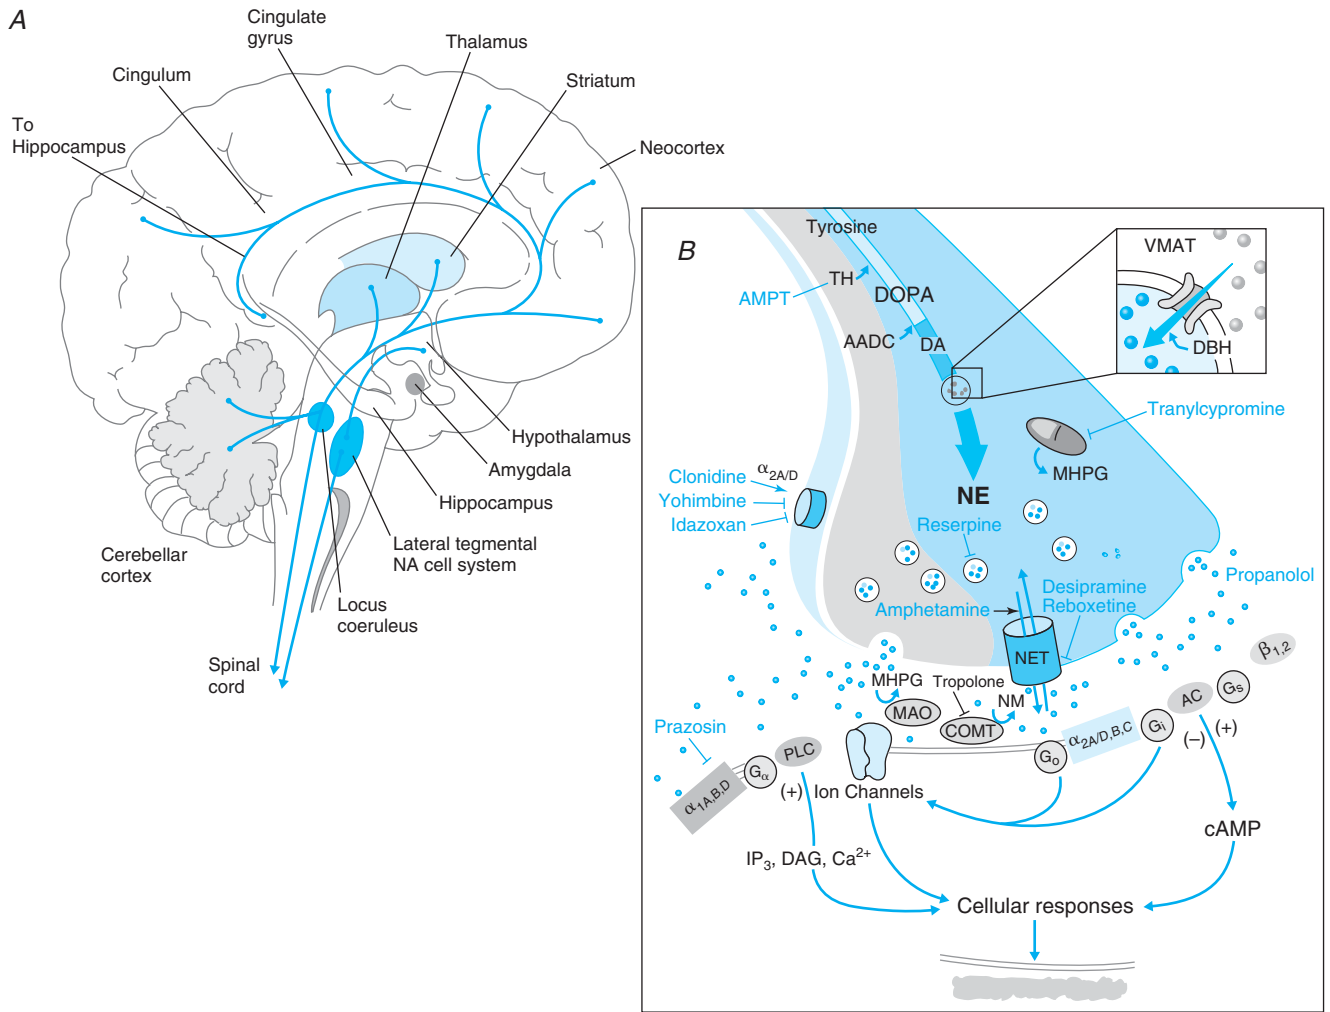 A
Cingulate
gyrus
Thalamus
Cingulum
Striatum
To
Hippocampus
Neocortex
Hypothalamus
Amygdala
Hippocampus
Cerebellar
cortex
Lateral tegmental
NA cell system
Locus
coeruleus
Spinal
cord
B
Tyrosine
VMAT
TH
AMPT
DOPA
AADC
DA
DBH
Tranylcypromine
MHPG
Clonidine
α2A/D
Yohimbine
Idazoxan
NE
Reserpine
Propanolol
Desipramine
Reboxetine
Amphetamine
NET
β1,2
MHPG
Tropolone
NM
MAO
COMT
AC
Gs
Prazosin
PLC
Gα
α1A,B,D
(+)
Ion Channels
Go
α2A/D,B,C
Gi
(–)
(+)
cAMP
IP3, DAG, Ca2+
Cellular responses